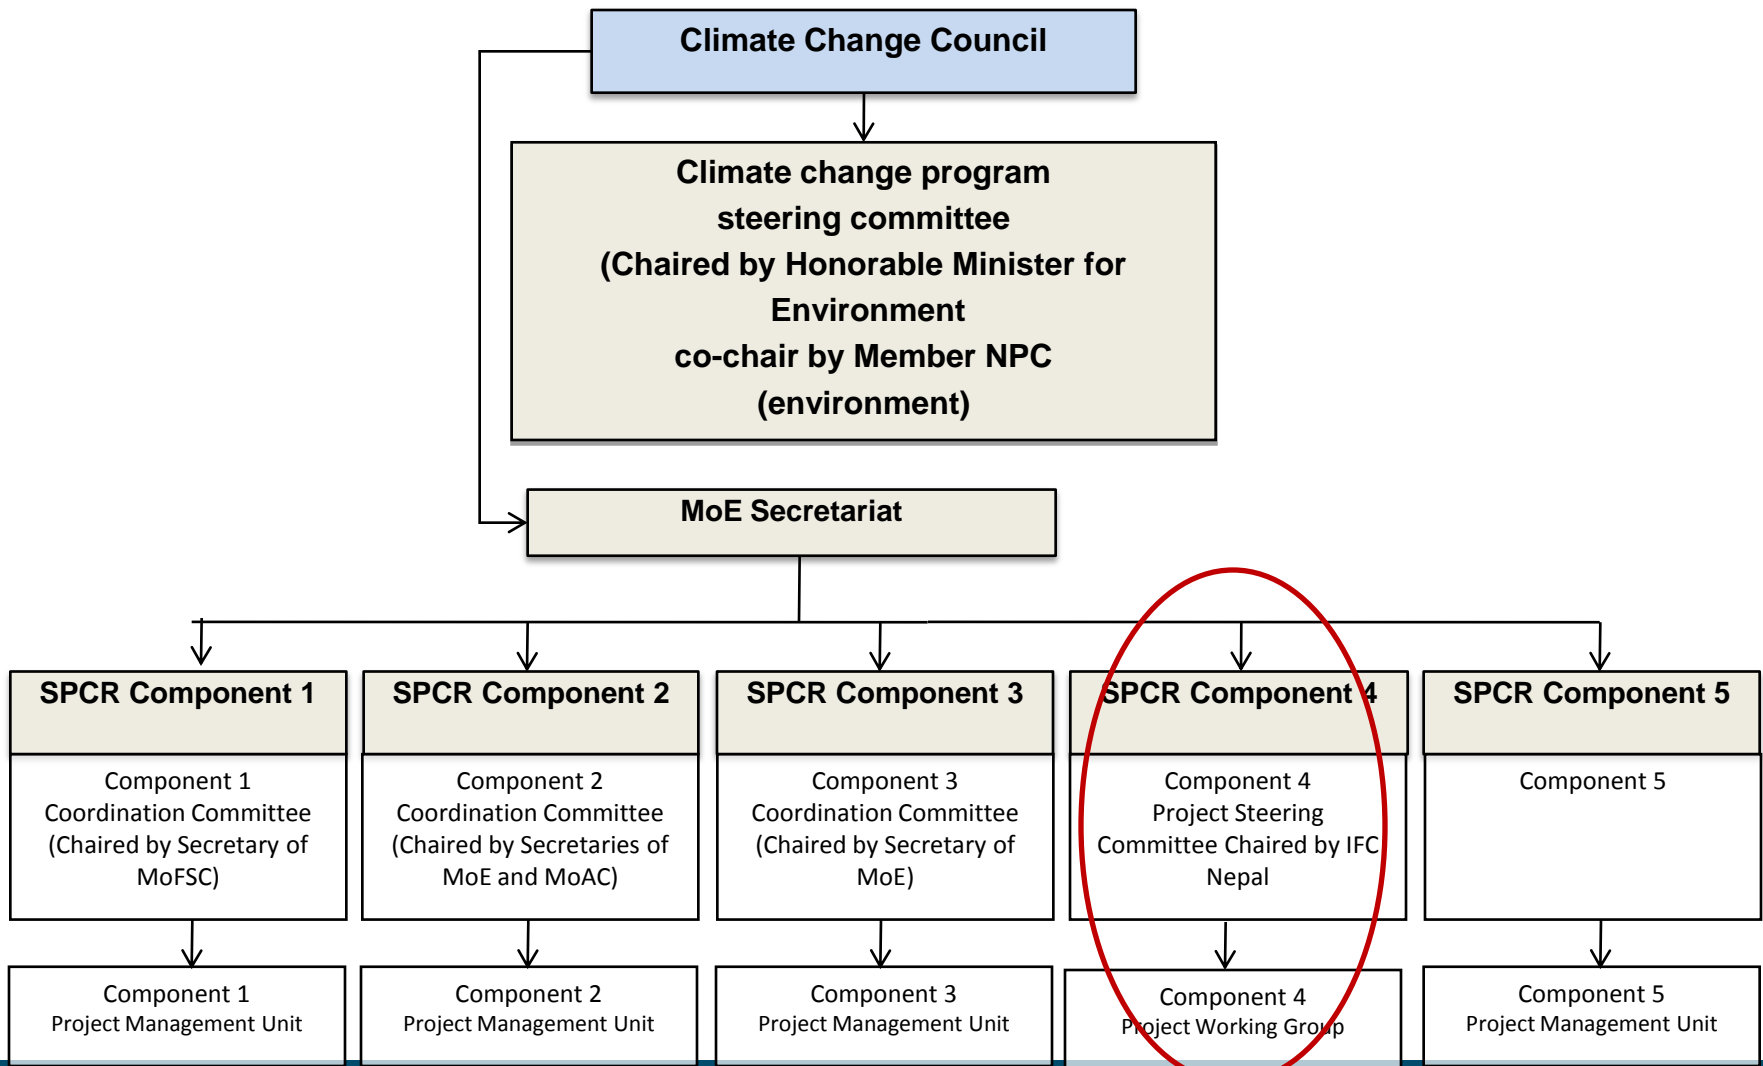 Climate Change Council
Climate change program
steering committee
(Chaired by Honorable Minister for
Environment
co-chair by Member NPC
(environment)
MoE Secretariat
SPCR Component 1
SPCR Component 2
SPCR Component 3
SPCR Component 4
SPCR Component 5
Component 1
Coordination Committee
(Chaired by Secretary of
MoFSC)
Component 2
Coordination Committee
(Chaired by Secretaries of
MoE and MoAC)
Component 3
Coordination Committee
(Chaired by Secretary of
MoE)
Component 4
Project Steering
Committee Chaired by IFC
Nepal
Component 5
Component 1
Project Management Unit
Component 2
Project Management Unit
Component 3
Project Management Unit
Component 4
Project Working Group
Component 5
Project Management Unit